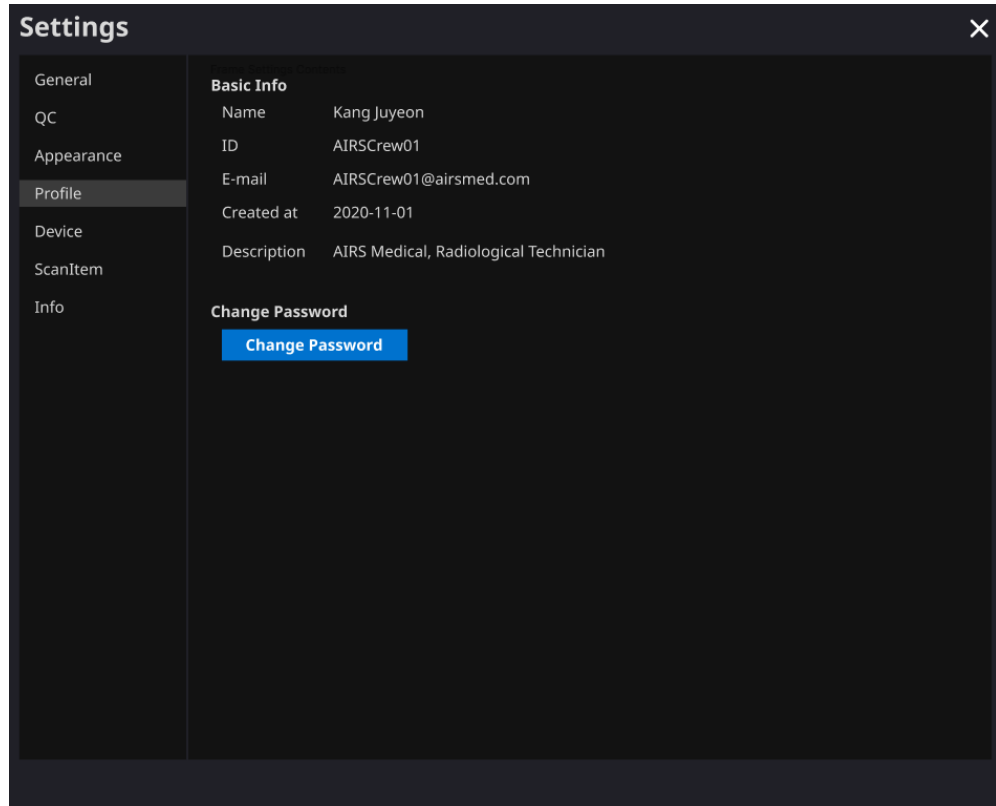 Settings
General
QC
Appearance
Profile
Device
ScanItem
Info
Basic Info
Name Kang Juyeon
ID AIRSCrew01
E-mail AIRSCrew01@airsmed.com
Created at 2020-11-01
Description AIRS Medical, Radiological Technician
Change Password
Change Password